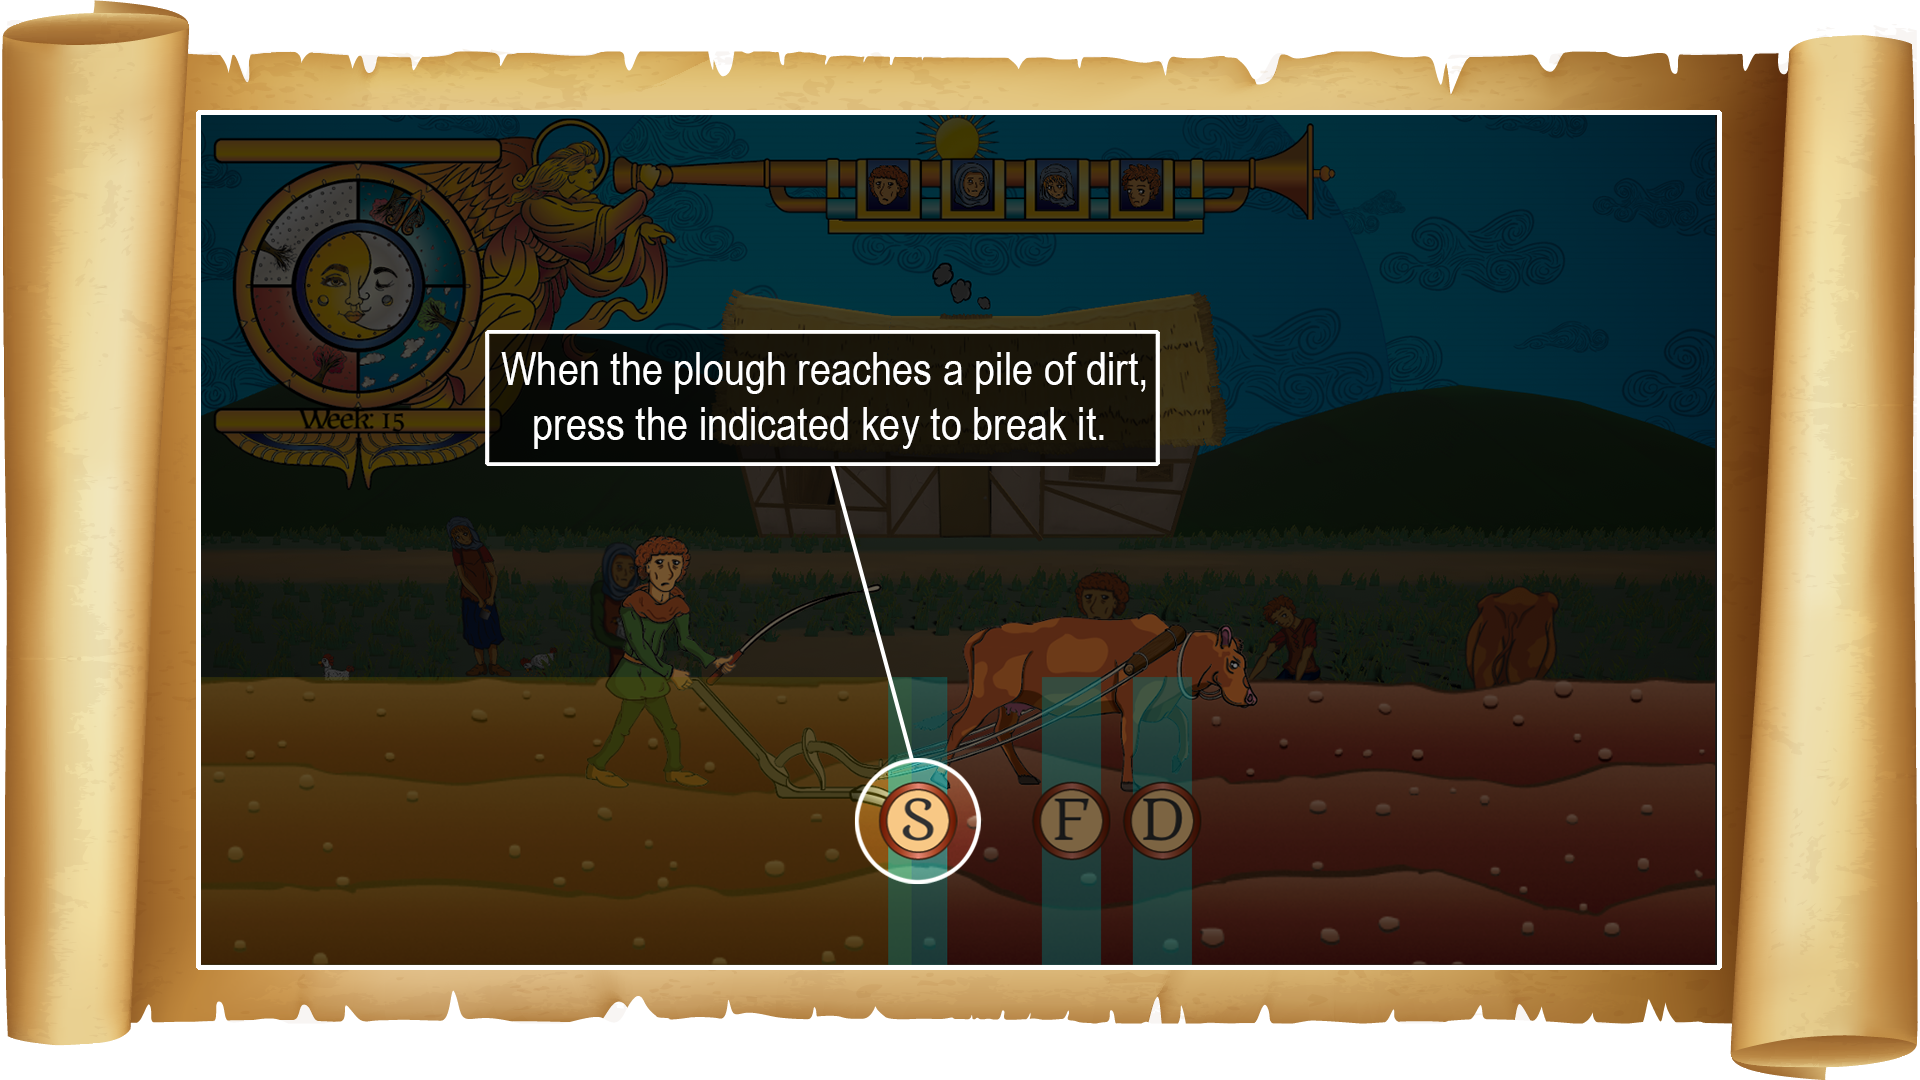 When the plough reaches a pile of dirt,
press the indicated key to break it.
Week: 15
S
F
D